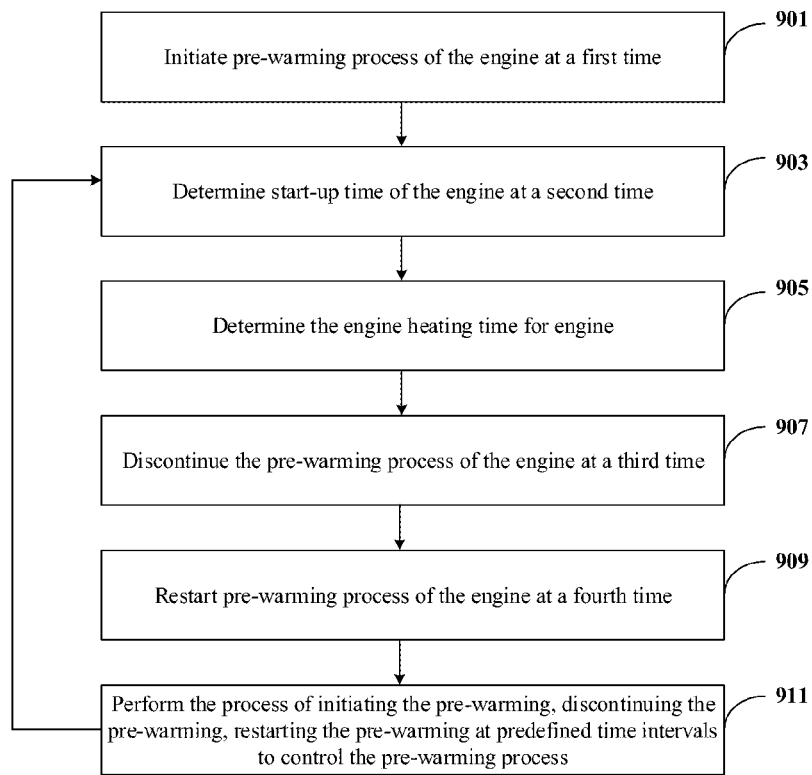 901
Initiate pre-warming process of the engine at a first time
903
Determine start-up time of the engine at a second time
905
Determine the engine heating time for engine
907
Discontinue the pre-warming process of the engine at a third time
909
Restart pre-warming process of the engine at a fourth time
911
Perform the process of initiating the pre-warming, discontinuing the
pre-warming, restarting the pre-warming at predefined time intervals
to control the pre-warming process